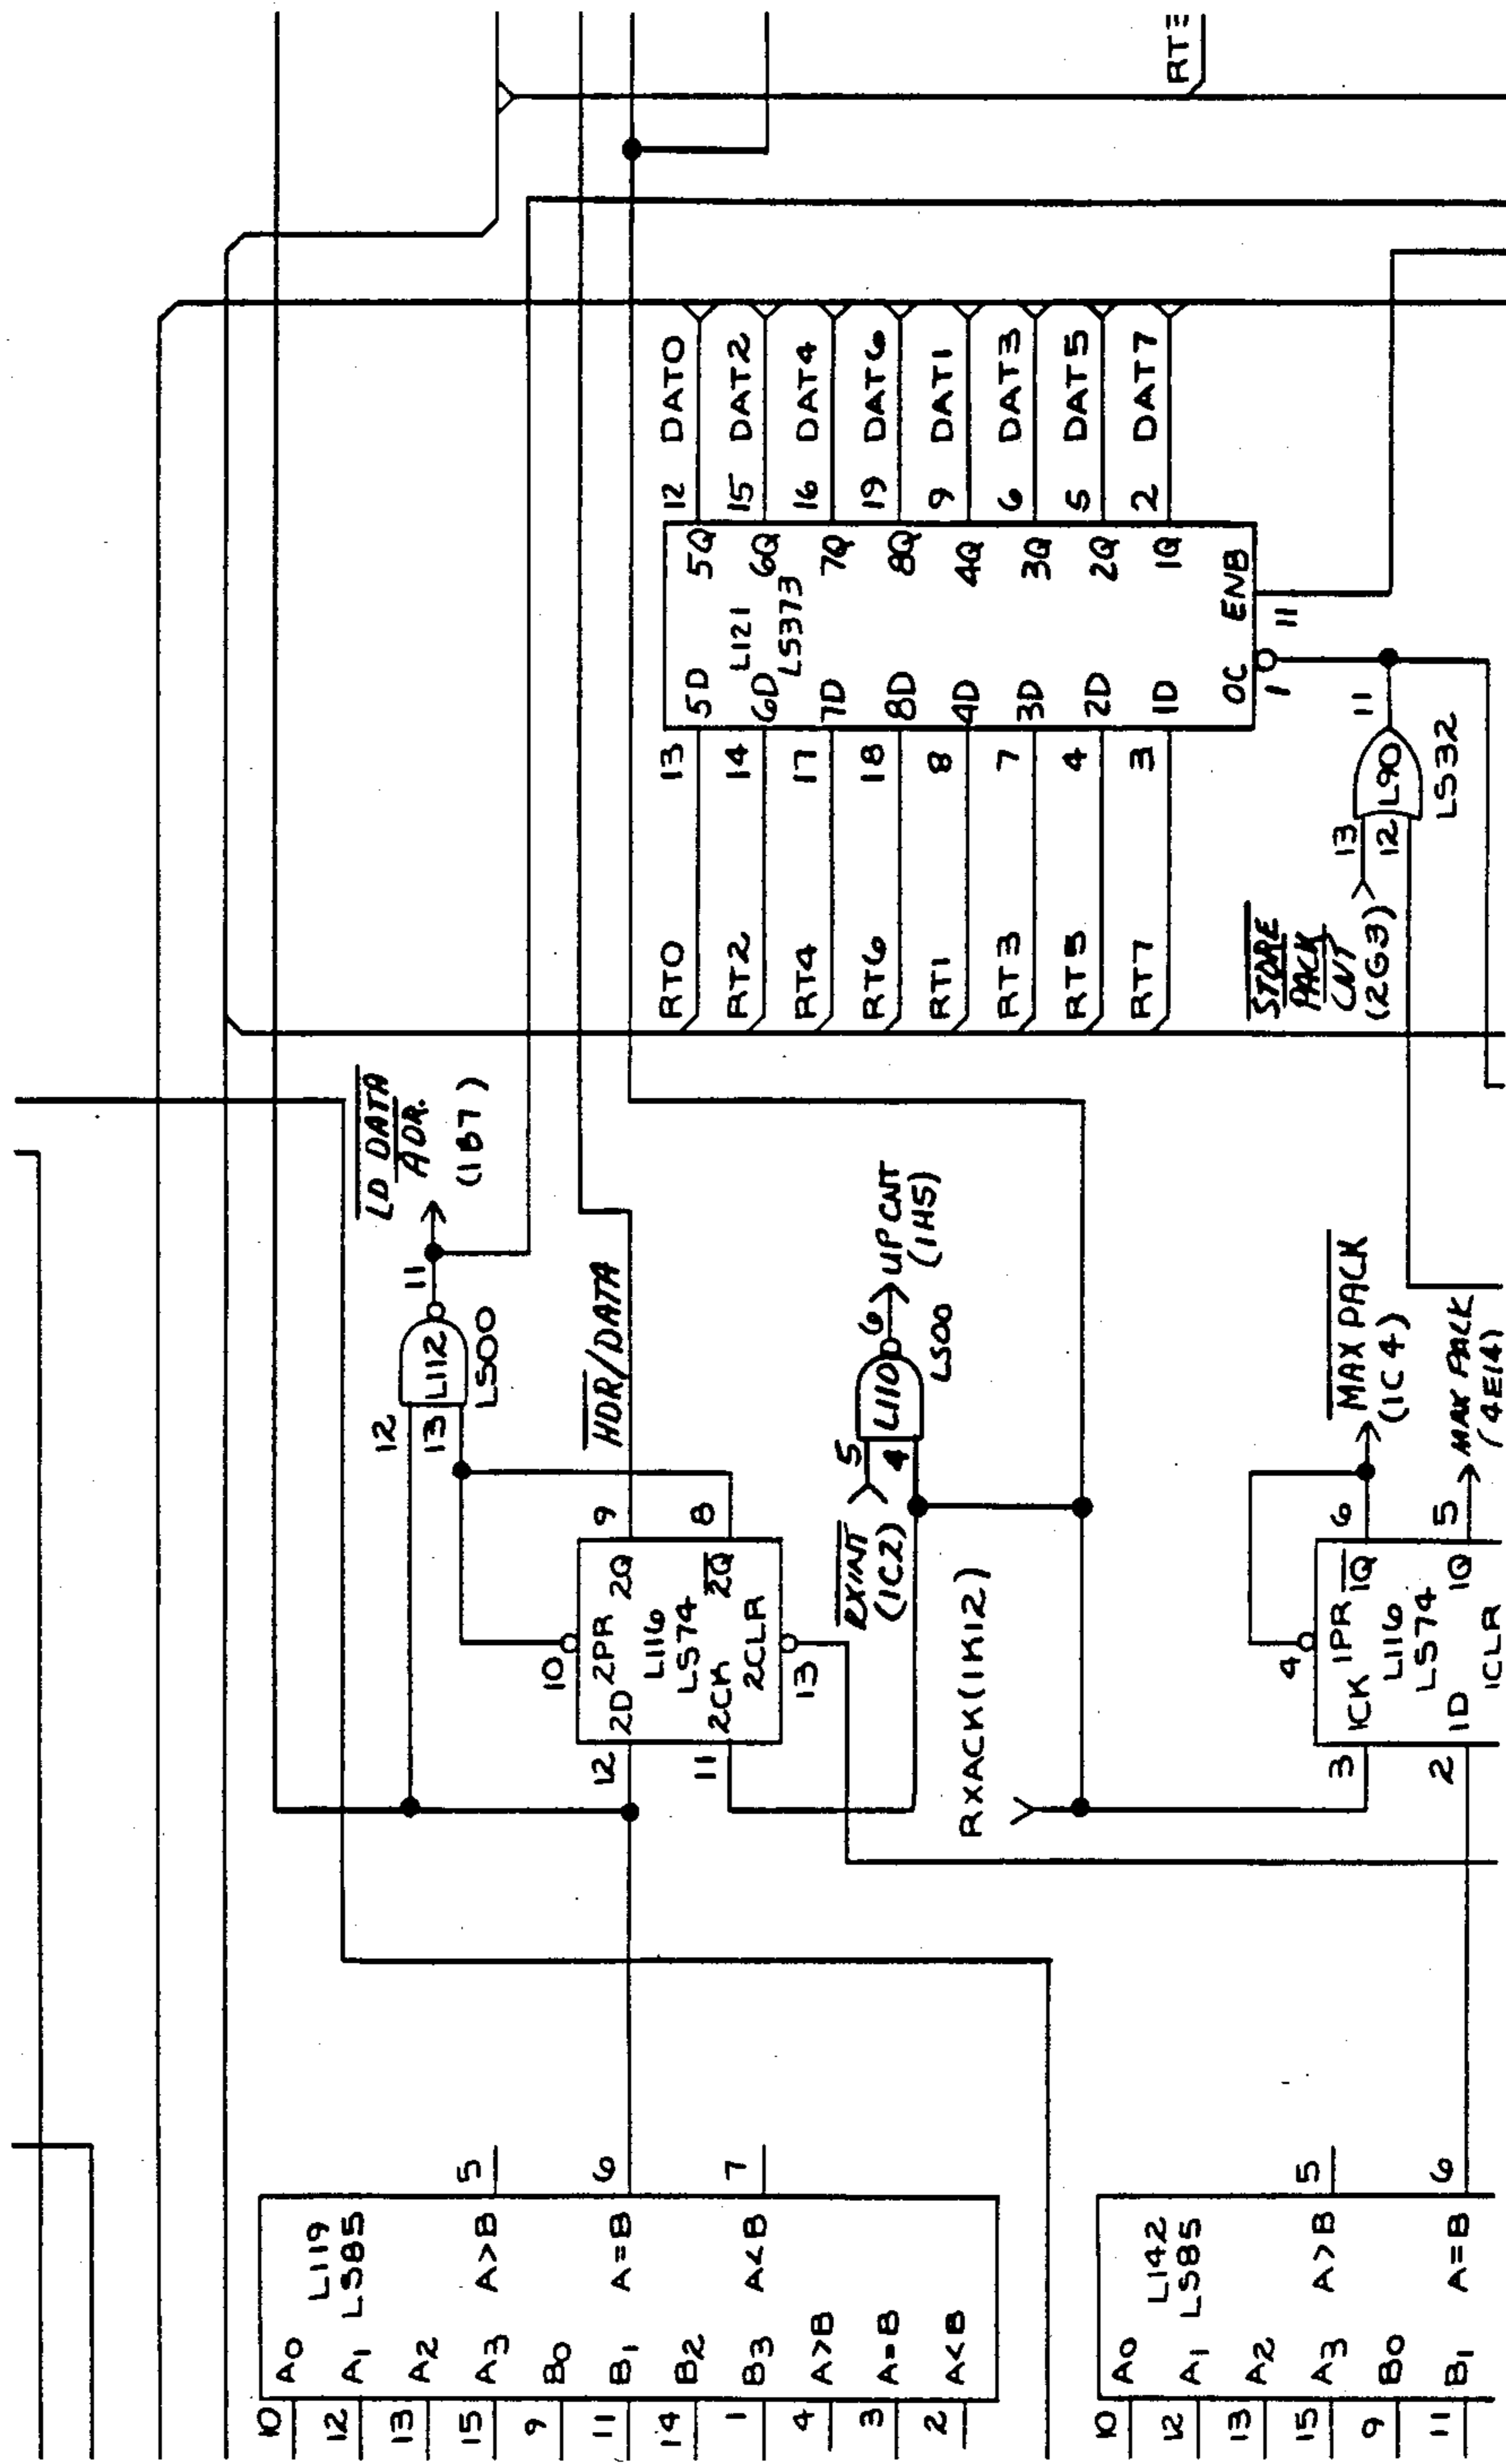 10 A0
12 A1
13 A2
15 A3
9 B0
11 B1
14 B2
1 B3
4 A>B
3 A=B
2 A<B
L119
LS85
A>B 5
A=B 6
A<B 7
10 A0
12 A1
13 A2
15 A3
9 B0
11 B1
L142
LS85
A>B 5
A=B 6
12 2D
10 2PR
2Q 9
L116
LS74
11 2CK
2Q 8
2CLR
13
12
13
L112
11
LS00
LD DATA
ADR.
(1B7)
HDR/DATA
RXINT
(1C2)
5
4
L110
6
LS00
UP CNT
(1H5)
RXACK(1K12)
3 1CK
4
1PR
1Q 6
L116
LS74
2 1D
1Q 5
1CLR
MAX PACK
(1C4)
MAX PACK
(4E14)
RT0 13 5D
RT2 14 6D
RT4 17 7D
RT6 18 8D
RT1 8 4D
RT3 7 3D
RT5 4 2D
RT7 3 1D
L121
LS373
5Q 12 DAT0
6Q 15 DAT2
7Q 16 DAT4
8Q 19 DAT6
4Q 9 DAT1
3Q 6 DAT3
2Q 5 DAT5
1Q 2 DAT7
OC
1
ENB
11
STORE
PACK
CNT
(2G3)
13
12
L90
11
LS32